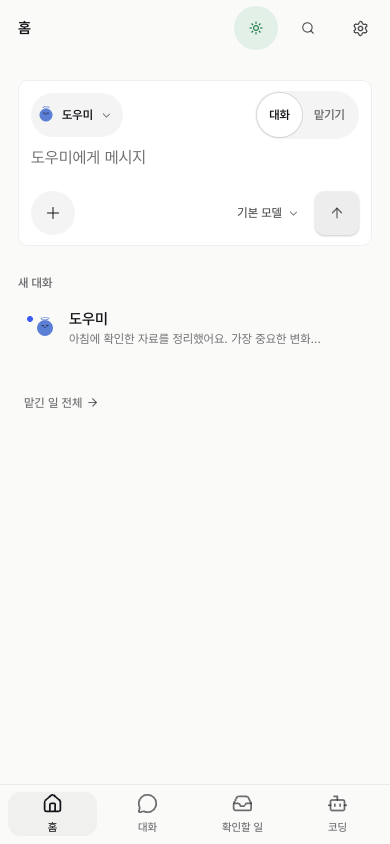 홈
도우미
대화
맡기기
도우미에게 메시지
기본 모델
새 대화
도우미
아침에 확인한 자료를 정리했어요. 가장 중요한 변화...
맡긴 일 전체 →
홈
대화
확인할 일
코딩